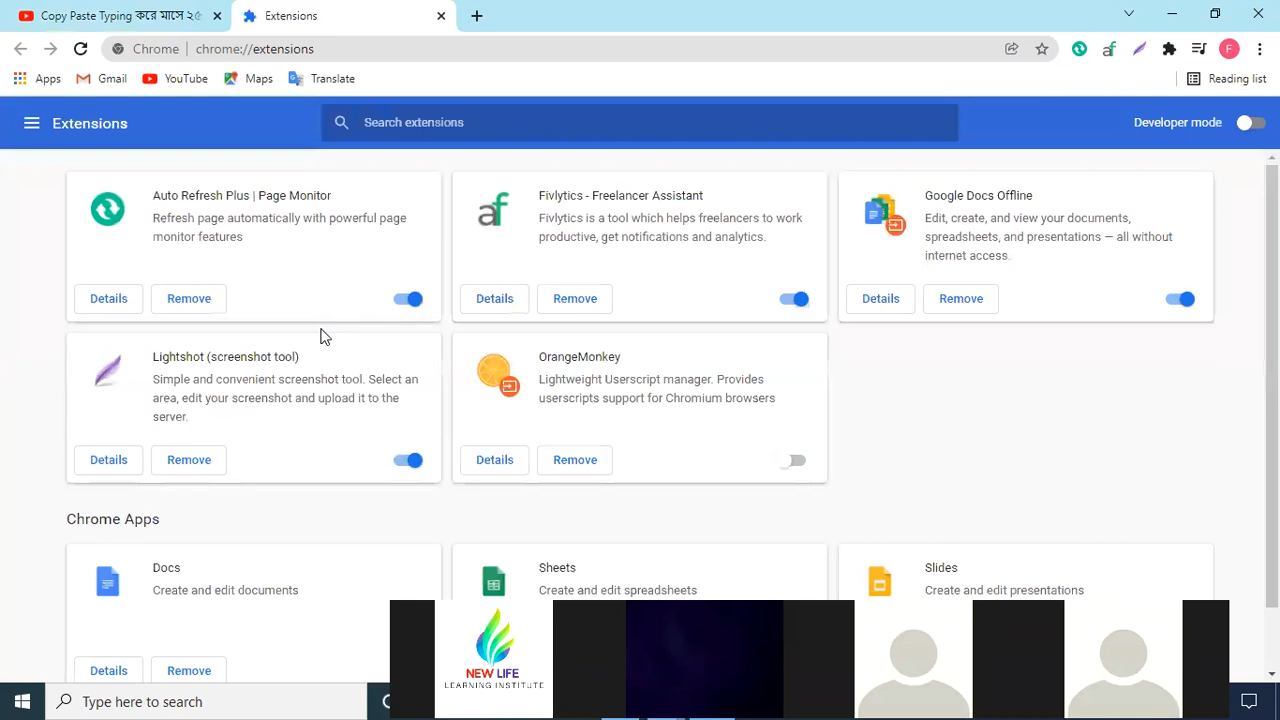 Copy Paste Typing করে মাসে ২
Extensions
Chrome
chrome://extensions
F
Apps
Gmail
YouTube
Maps
Translate
Reading list
Extensions
Search extensions
Developer mode
Auto Refresh Plus | Page Monitor
Refresh page automatically with powerful page
monitor features
Details
Remove
Fivlytics - Freelancer Assistant
Fivlytics is a tool which helps freelancers to work
productive, get notifications and analytics.
Details
Remove
Google Docs Offline
Edit, create, and view your documents,
spreadsheets, and presentations — all without
internet access.
Details
Remove
Lightshot (screenshot tool)
Simple and convenient screenshot tool. Select an
area, edit your screenshot and upload it to the
server.
Details
Remove
OrangeMonkey
Lightweight Userscript manager. Provides
userscripts support for Chromium browsers
Details
Remove
Chrome Apps
Docs
Create and edit documents
Details
Remove
Sheets
Create and edit spreadsheets
Slides
Create and edit presentations
NEW LIFE
LEARNING INSTITUTE
Type here to search